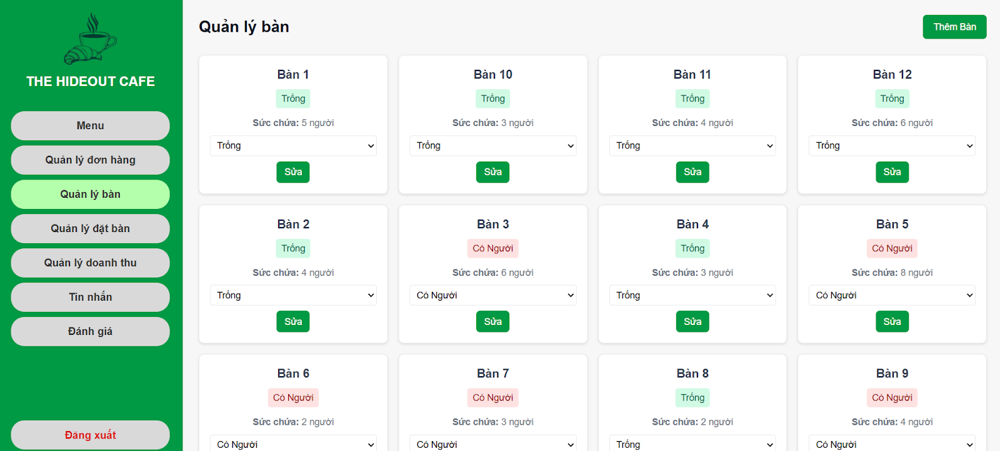 THE HIDEOUT CAFE
Menu
Quản lý đơn hàng
Quản lý bàn
Quản lý đặt bàn
Quản lý doanh thu
Tin nhắn
Đánh giá
Đăng xuất
Quản lý bàn
Thêm Bàn
Bàn 1
Trống
Sức chứa: 5 người
Trống
Sửa
Bàn 10
Trống
Sức chứa: 3 người
Trống
Sửa
Bàn 11
Trống
Sức chứa: 4 người
Trống
Sửa
Bàn 12
Trống
Sức chứa: 6 người
Trống
Sửa
Bàn 2
Trống
Sức chứa: 4 người
Trống
Sửa
Bàn 3
Có Người
Sức chứa: 6 người
Có Người
Sửa
Bàn 4
Trống
Sức chứa: 3 người
Trống
Sửa
Bàn 5
Có Người
Sức chứa: 8 người
Có Người
Sửa
Bàn 6
Có Người
Sức chứa: 2 người
Có Người
Bàn 7
Có Người
Sức chứa: 3 người
Có Người
Bàn 8
Trống
Sức chứa: 2 người
Trống
Bàn 9
Có Người
Sức chứa: 4 người
Có Người